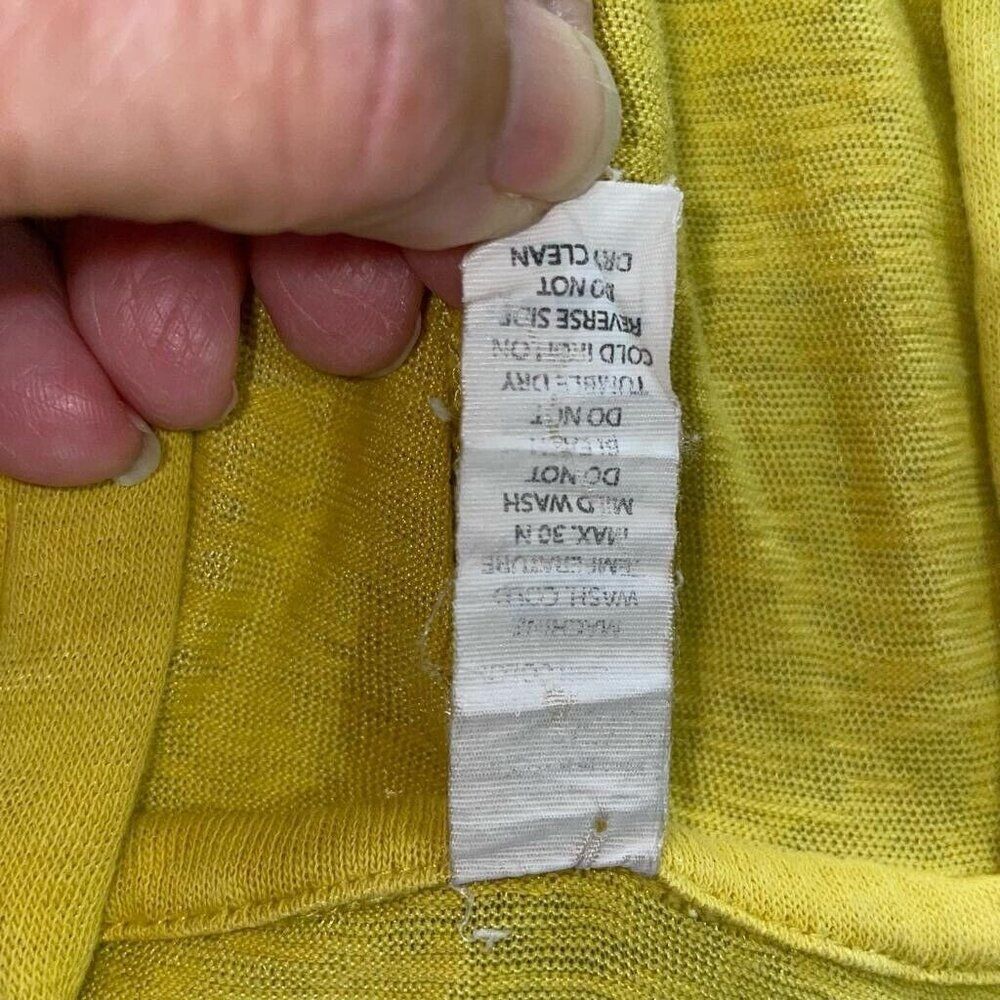 MACHINE
WASH, COLD
TEMPERATURE
MAX. 30 N
MILD WASH
DO NOT
BLEACH
DO NOT
TUMBLE DRY
COLD IRON ON
REVERSE SIDE
DO NOT
DRY CLEAN